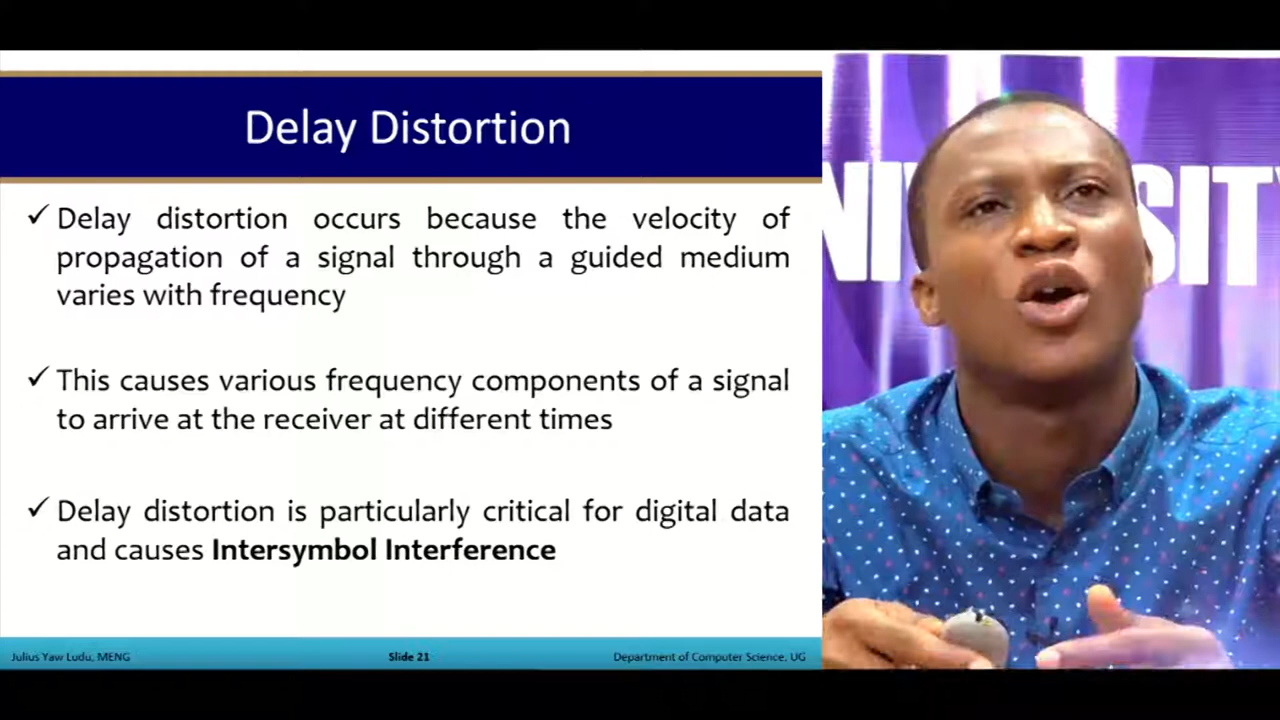 Delay Distortion
✓ Delay distortion occurs because the velocity of
propagation of a signal through a guided medium
varies with frequency
✓ This causes various frequency components of a signal
to arrive at the receiver at different times
✓ Delay distortion is particularly critical for digital data
and causes Intersymbol Interference
Julius Yaw Ludu, MENG
Slide 21
Department of Computer Science, UG